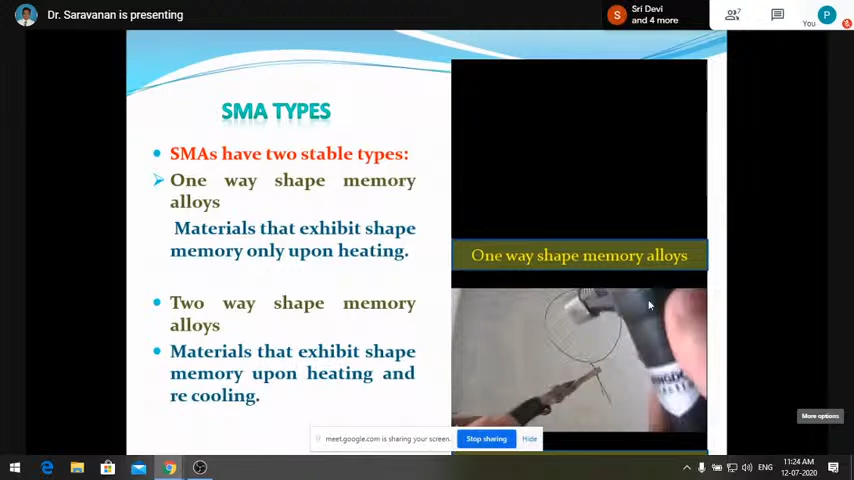 Dr. Saravanan is presenting
S
Sri Devi
and 4 more
7
You
P
SMA TYPES
SMAs have two stable types:
One way shape memory
alloys
Materials that exhibit shape
memory only upon heating.
Two way shape memory
alloys
Materials that exhibit shape
memory upon heating and
re cooling.
One way shape memory alloys
More options
meet.google.com is sharing your screen.
Stop sharing
Hide
ENG
11:24 AM
12-07-2020